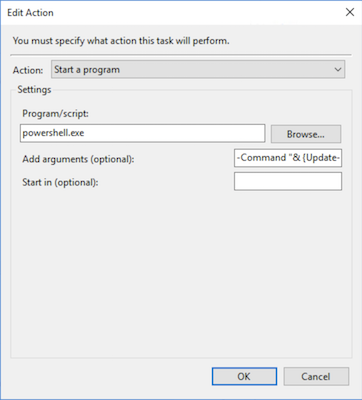 Edit Action
You must specify what action this task will perform.
Action: Start a program
Settings
Program/script:
powershell.exe
Browse...
Add arguments (optional): -Command "& {Update-
Start in (optional):
OK Cancel